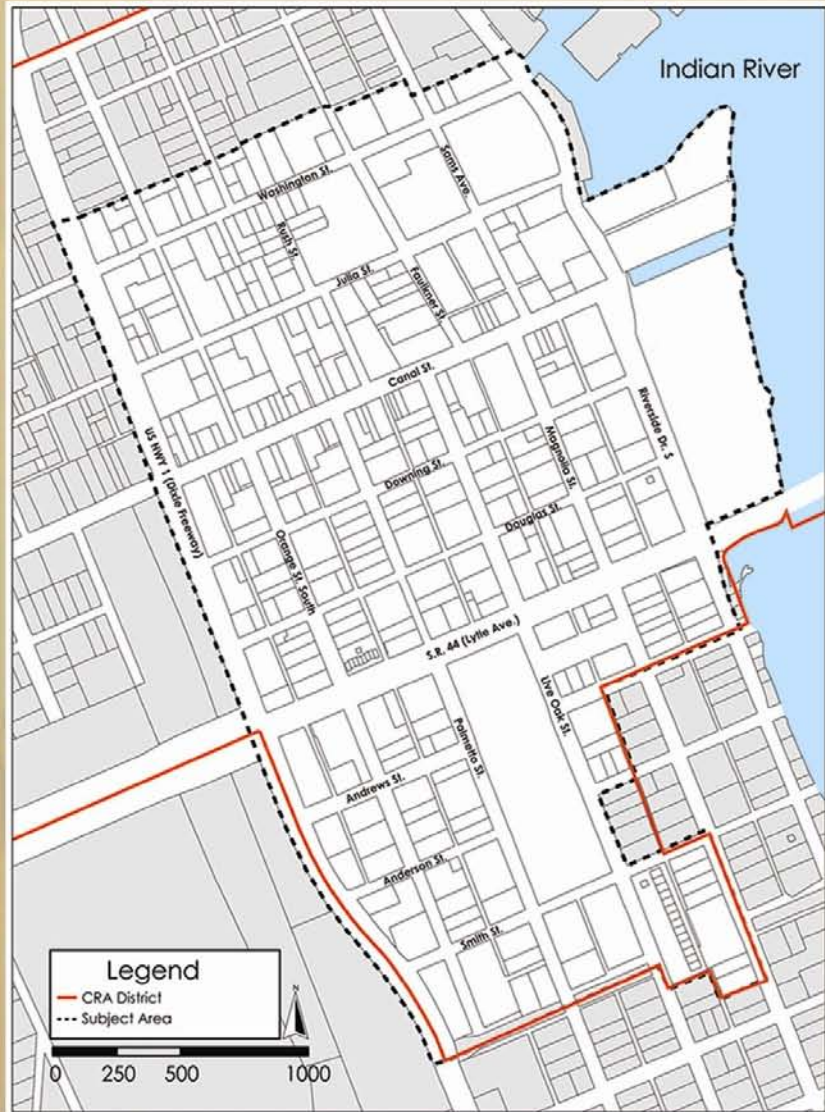 Indian River
Washington St.
Sams Ave.
Rush St.
Julia St.
Faulkner St.
Canal St.
Riverside Dr. S
US HWY 1 (Dixie Freeway)
Magnolia St.
Downing St.
Douglas St.
Orange St. South
S.R. 44 (Lytle Ave.)
Live Oak St.
Palmetto St.
Andrews St.
Anderson St.
Smith St.
Legend
CRA District
Subject Area
N
0 250 500 1000